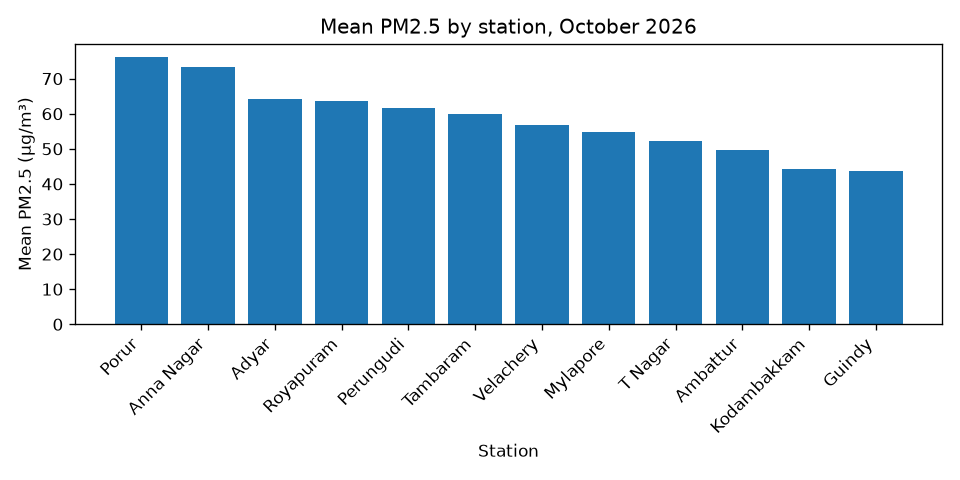 Mean PM2.5 by station, October 2026
Mean PM2.5 (µg/m³)
70
60
50
40
30
20
10
0
Porur
Anna Nagar
Adyar
Royapuram
Perungudi
Tambaram
Velachery
Mylapore
T Nagar
Ambattur
Kodambakkam
Guindy
Station